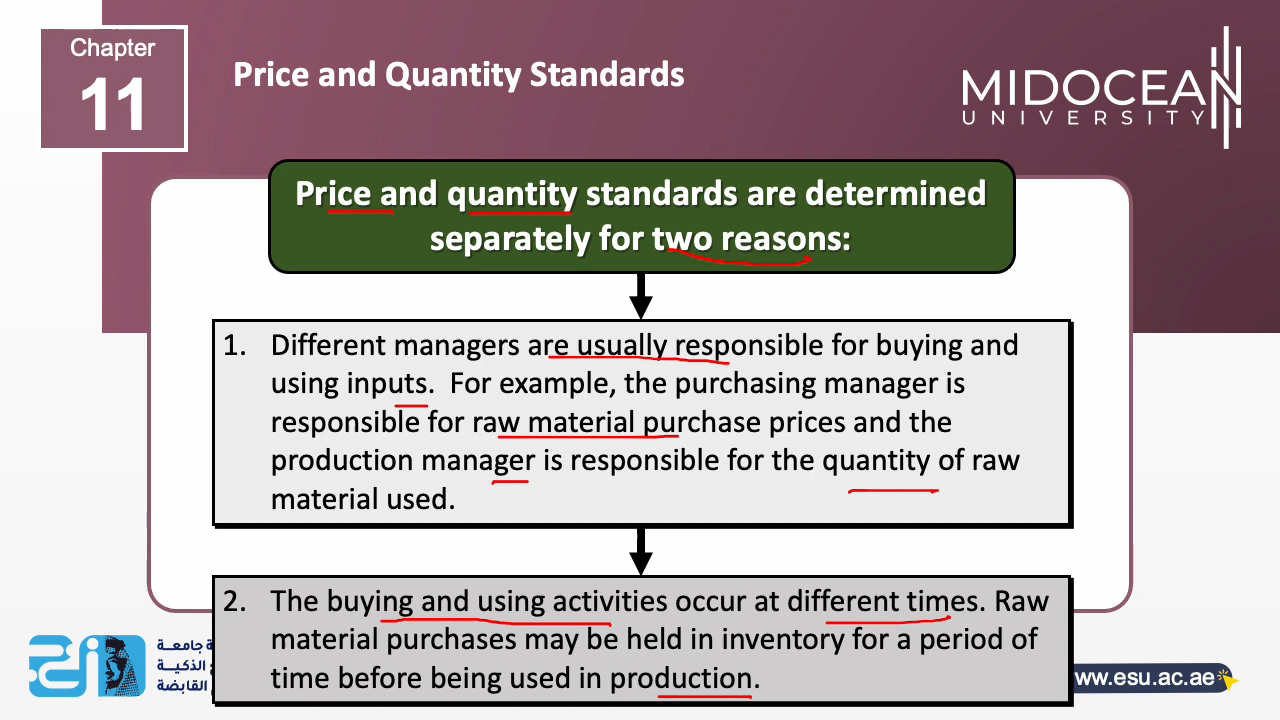 Chapter
11
Price and Quantity Standards
MIDOCEAN
UNIVERSITY
Price and quantity standards are determined
separately for two reasons:
1. Different managers are usually responsible for buying and
using inputs. For example, the purchasing manager is
responsible for raw material purchase prices and the
production manager is responsible for the quantity of raw
material used.
2. The buying and using activities occur at different times. Raw
material purchases may be held in inventory for a period of
time before being used in production.
جامعة
الذكية
القابضة
ww.esu.ac.ae